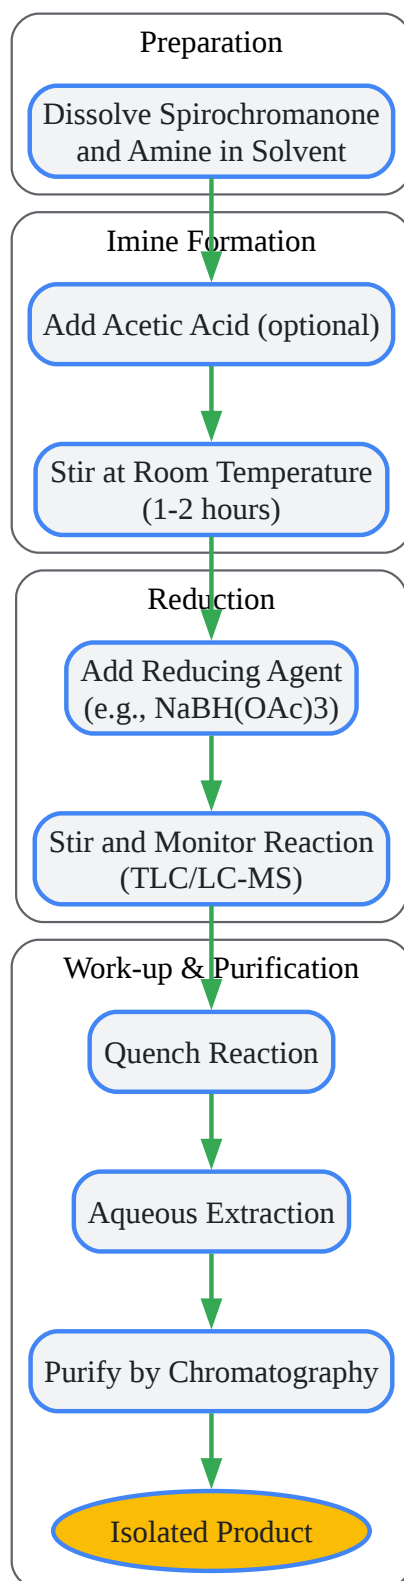 Preparation
Dissolve Spirochromanone
and Amine in Solvent
Imine Formation
Add Acetic Acid (optional)
Stir at Room Temperature
(1-2 hours)
Reduction
Add Reducing Agent
(e.g., NaBH(OAc)3)
Stir and Monitor Reaction
(TLC/LC-MS)
Work-up & Purification
Quench Reaction
Aqueous Extraction
Purify by Chromatography
Isolated Product